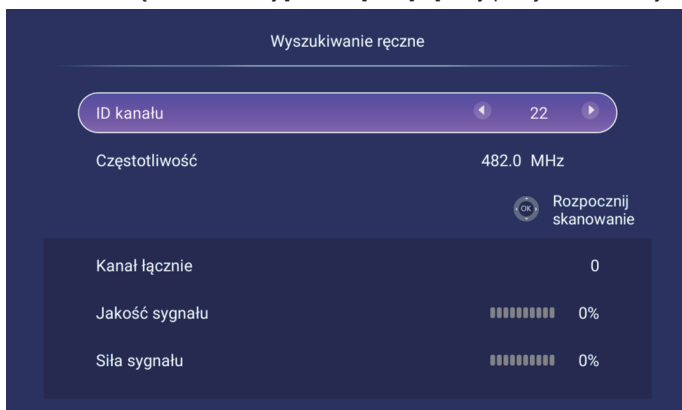 Wyszukiwanie ręczne
ID kanału 22
Częstotliwość 482.0 MHz
OK Rozpocznij
skanowanie
Kanał łącznie 0
Jakość sygnału 0%
Siła sygnału 0%